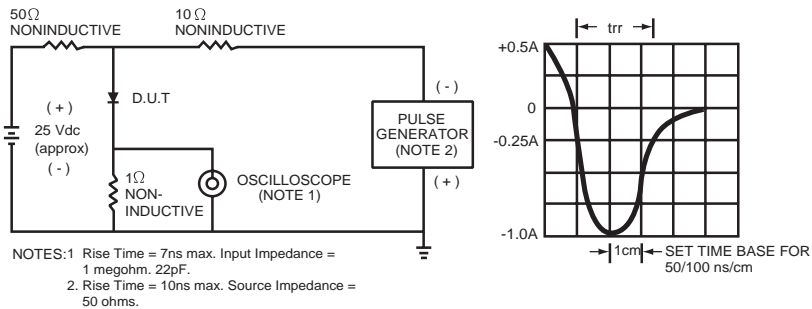 50Ω
NONINDUCTIVE
10Ω
NONINDUCTIVE
D.U.T
(+)
25 Vdc
(approx)
(-)
1Ω
NON-
INDUCTIVE
OSCILLOSCOPE
(NOTE 1)
(-)
PULSE
GENERATOR
(NOTE 2)
(+)
NOTES:1 Rise Time = 7ns max. Input Impedance =
1 megohm. 22pF.
2. Rise Time = 10ns max. Source Impedance =
50 ohms.
trr
+0.5A
0
-0.25A
-1.0A
1cm
SET TIME BASE FOR
50/100 ns/cm